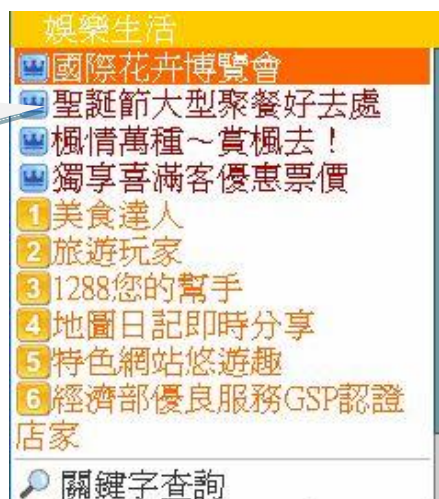 娛樂生活
國際花卉博覽會
聖誕節大型聚餐好去處
楓情萬種～賞楓去！
獨享喜滿客優惠票價
1美食達人
2旅遊玩家
3 1288您的幫手
4地圖日記即時分享
5特色網站悠遊趣
6經濟部優良服務GSP認證
店家
關鍵字查詢